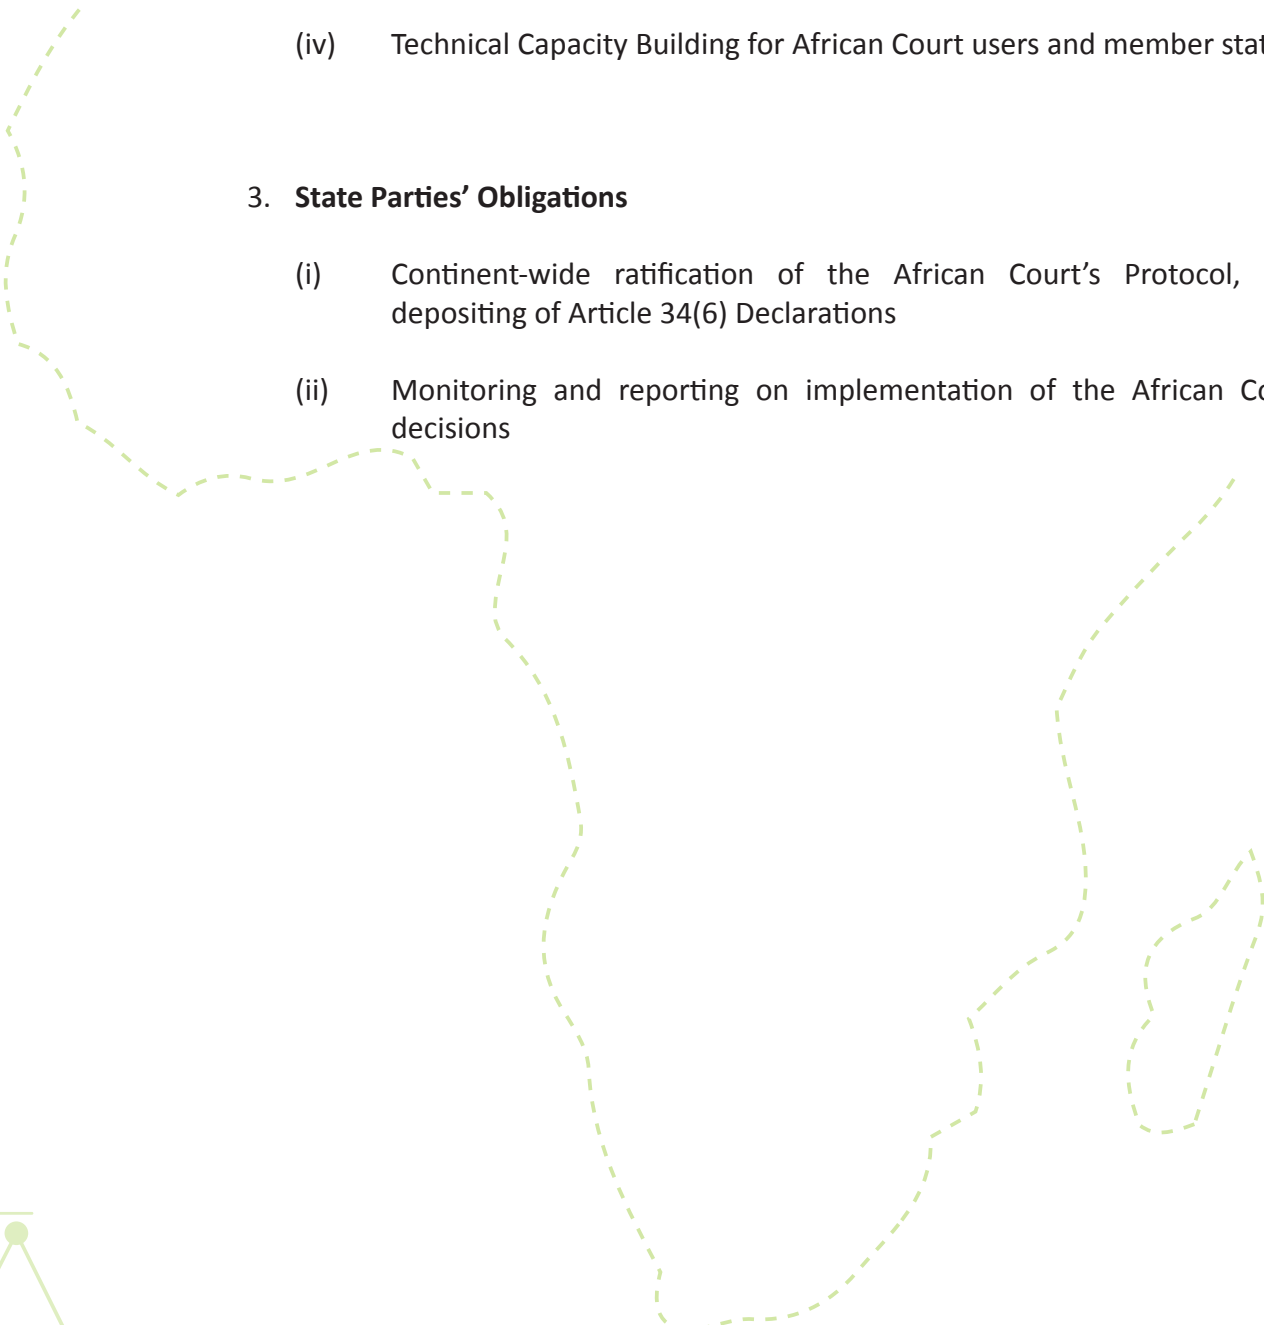 (iv) Technical Capacity Building for African Court users and member
3. State Parties’ Obligations
(i) Continent-wide ratification of the African Court’s Protocol,
depositing of Article 34(6) Declarations
(ii) Monitoring and reporting on implementation of the African
decisions